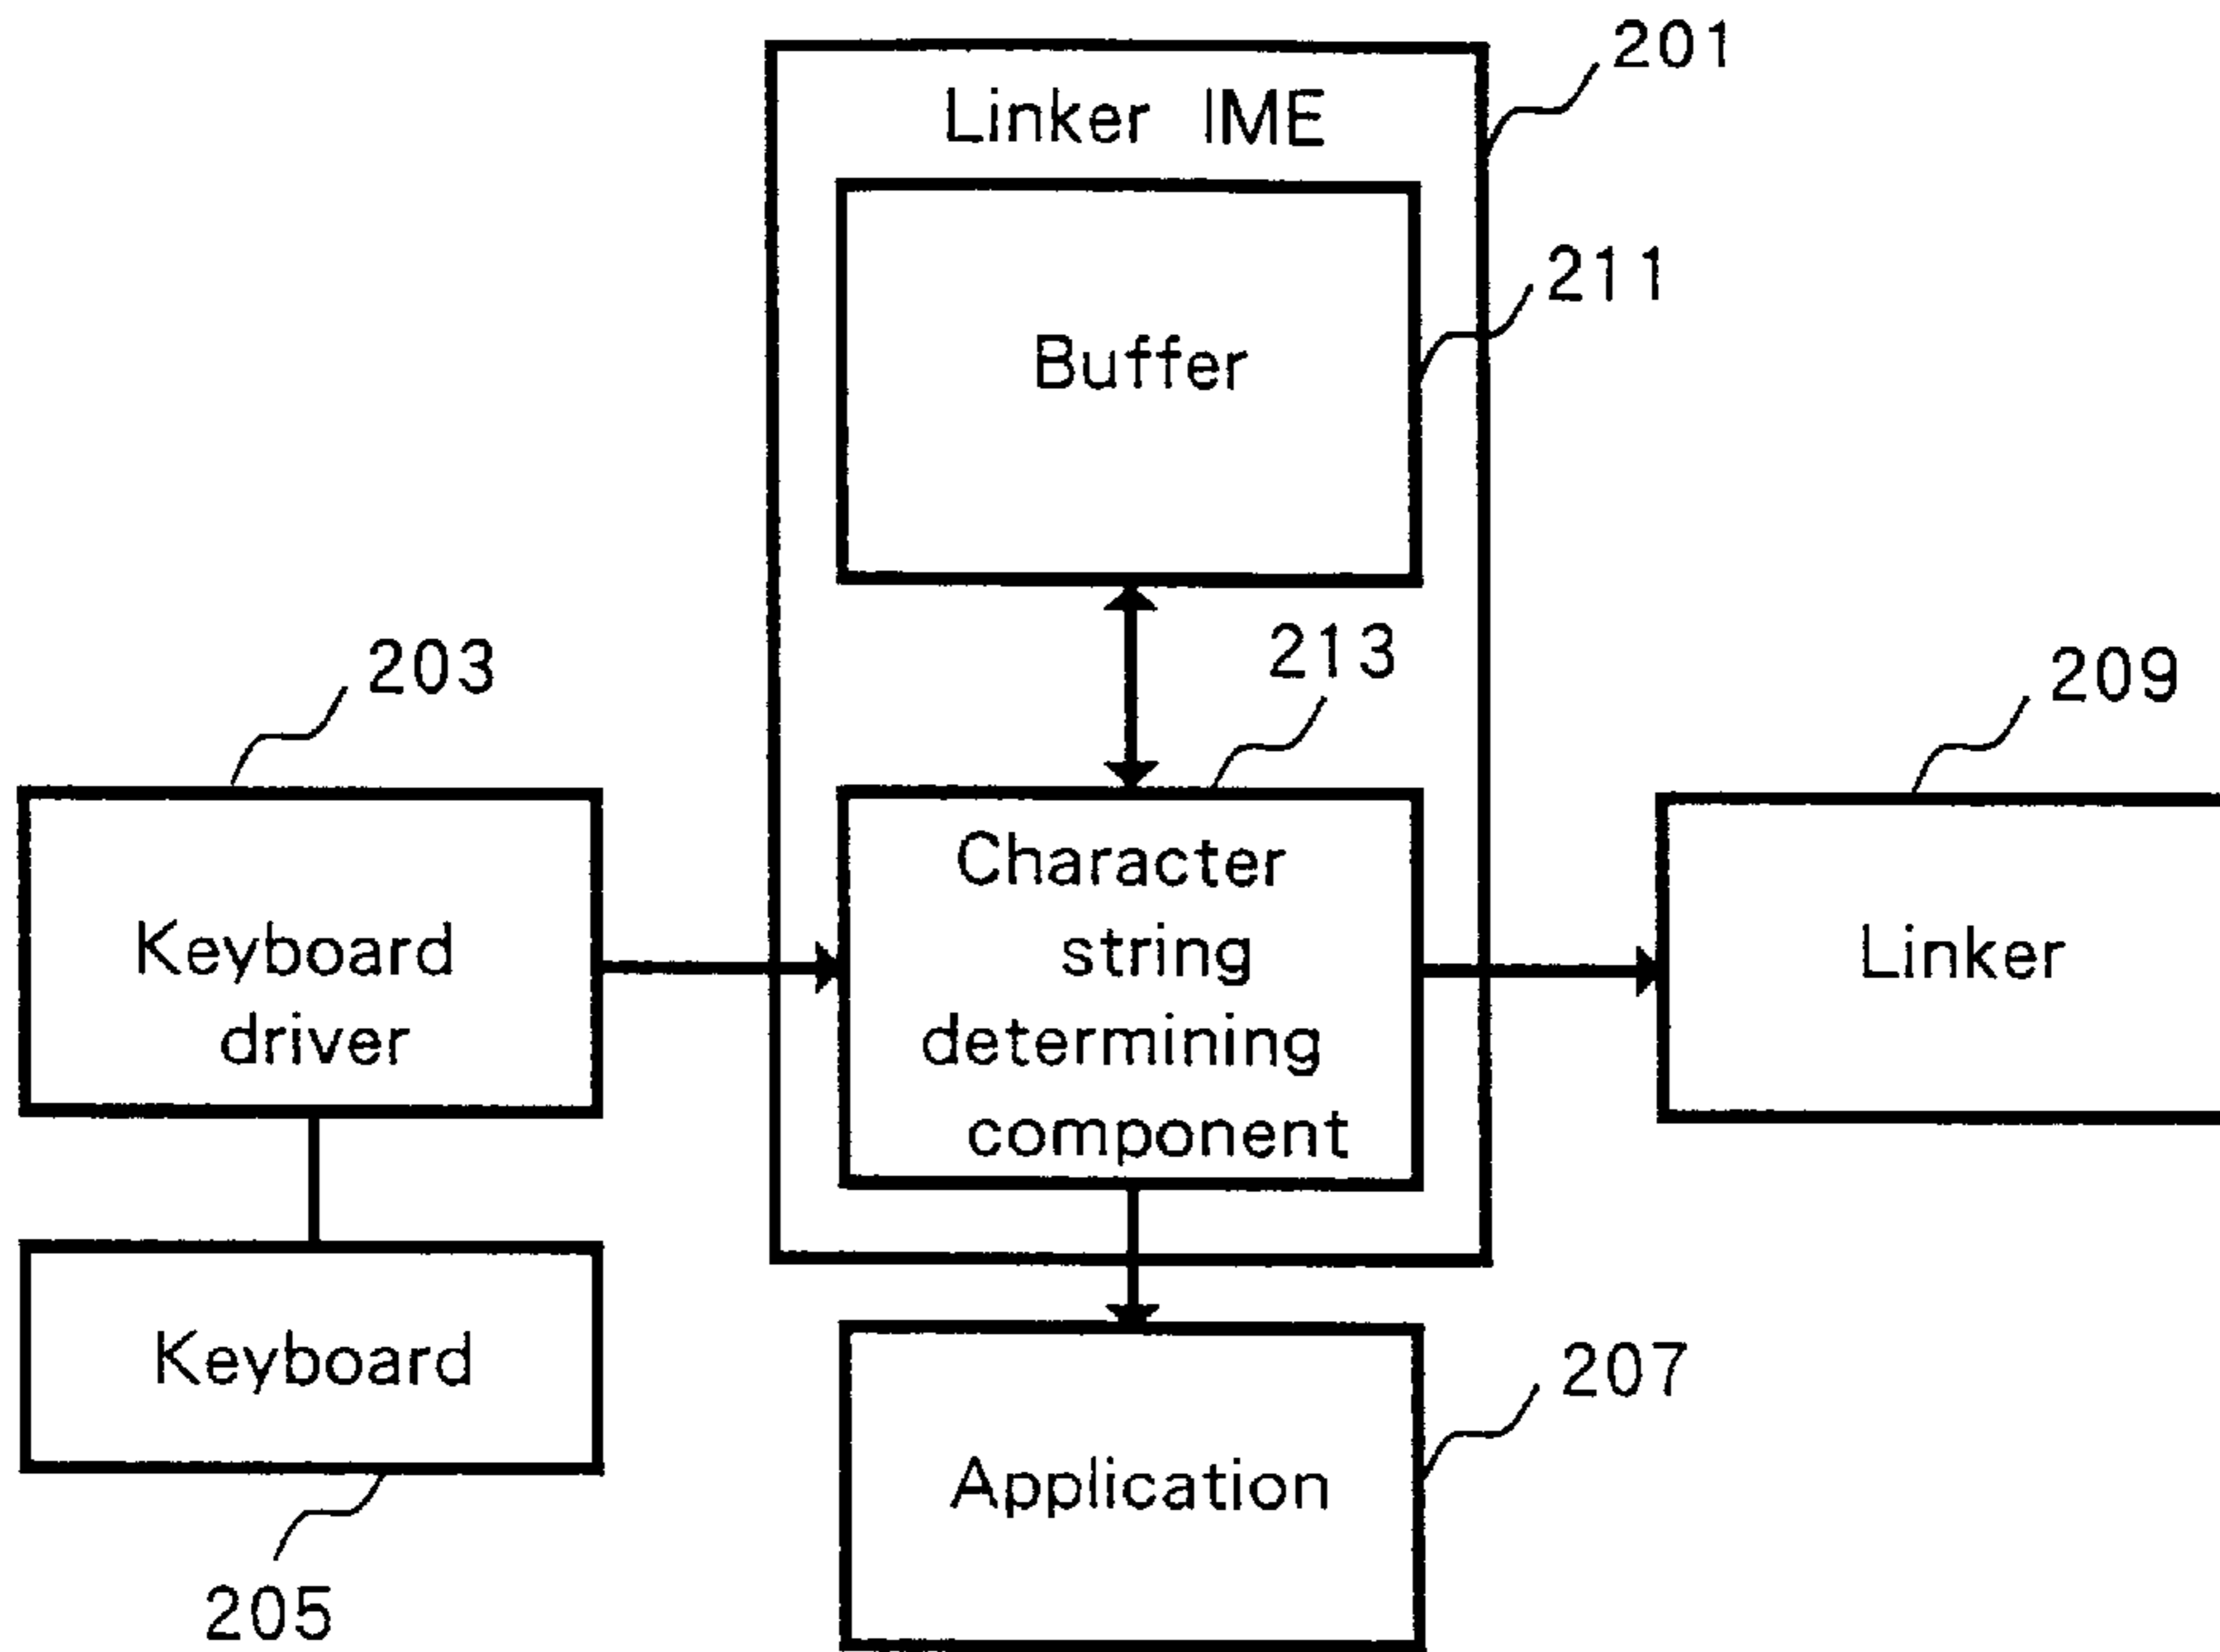 201
Linker IME
211
Buffer
203
213
209
Keyboard
driver
Character
string
determining
component
Linker
Keyboard
205
Application
207